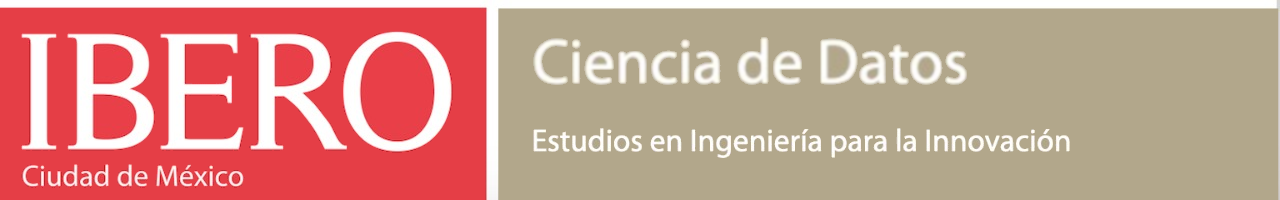 IBERO
Ciudad de México
Ciencia de Datos
Estudios en Ingeniería para la Innovación